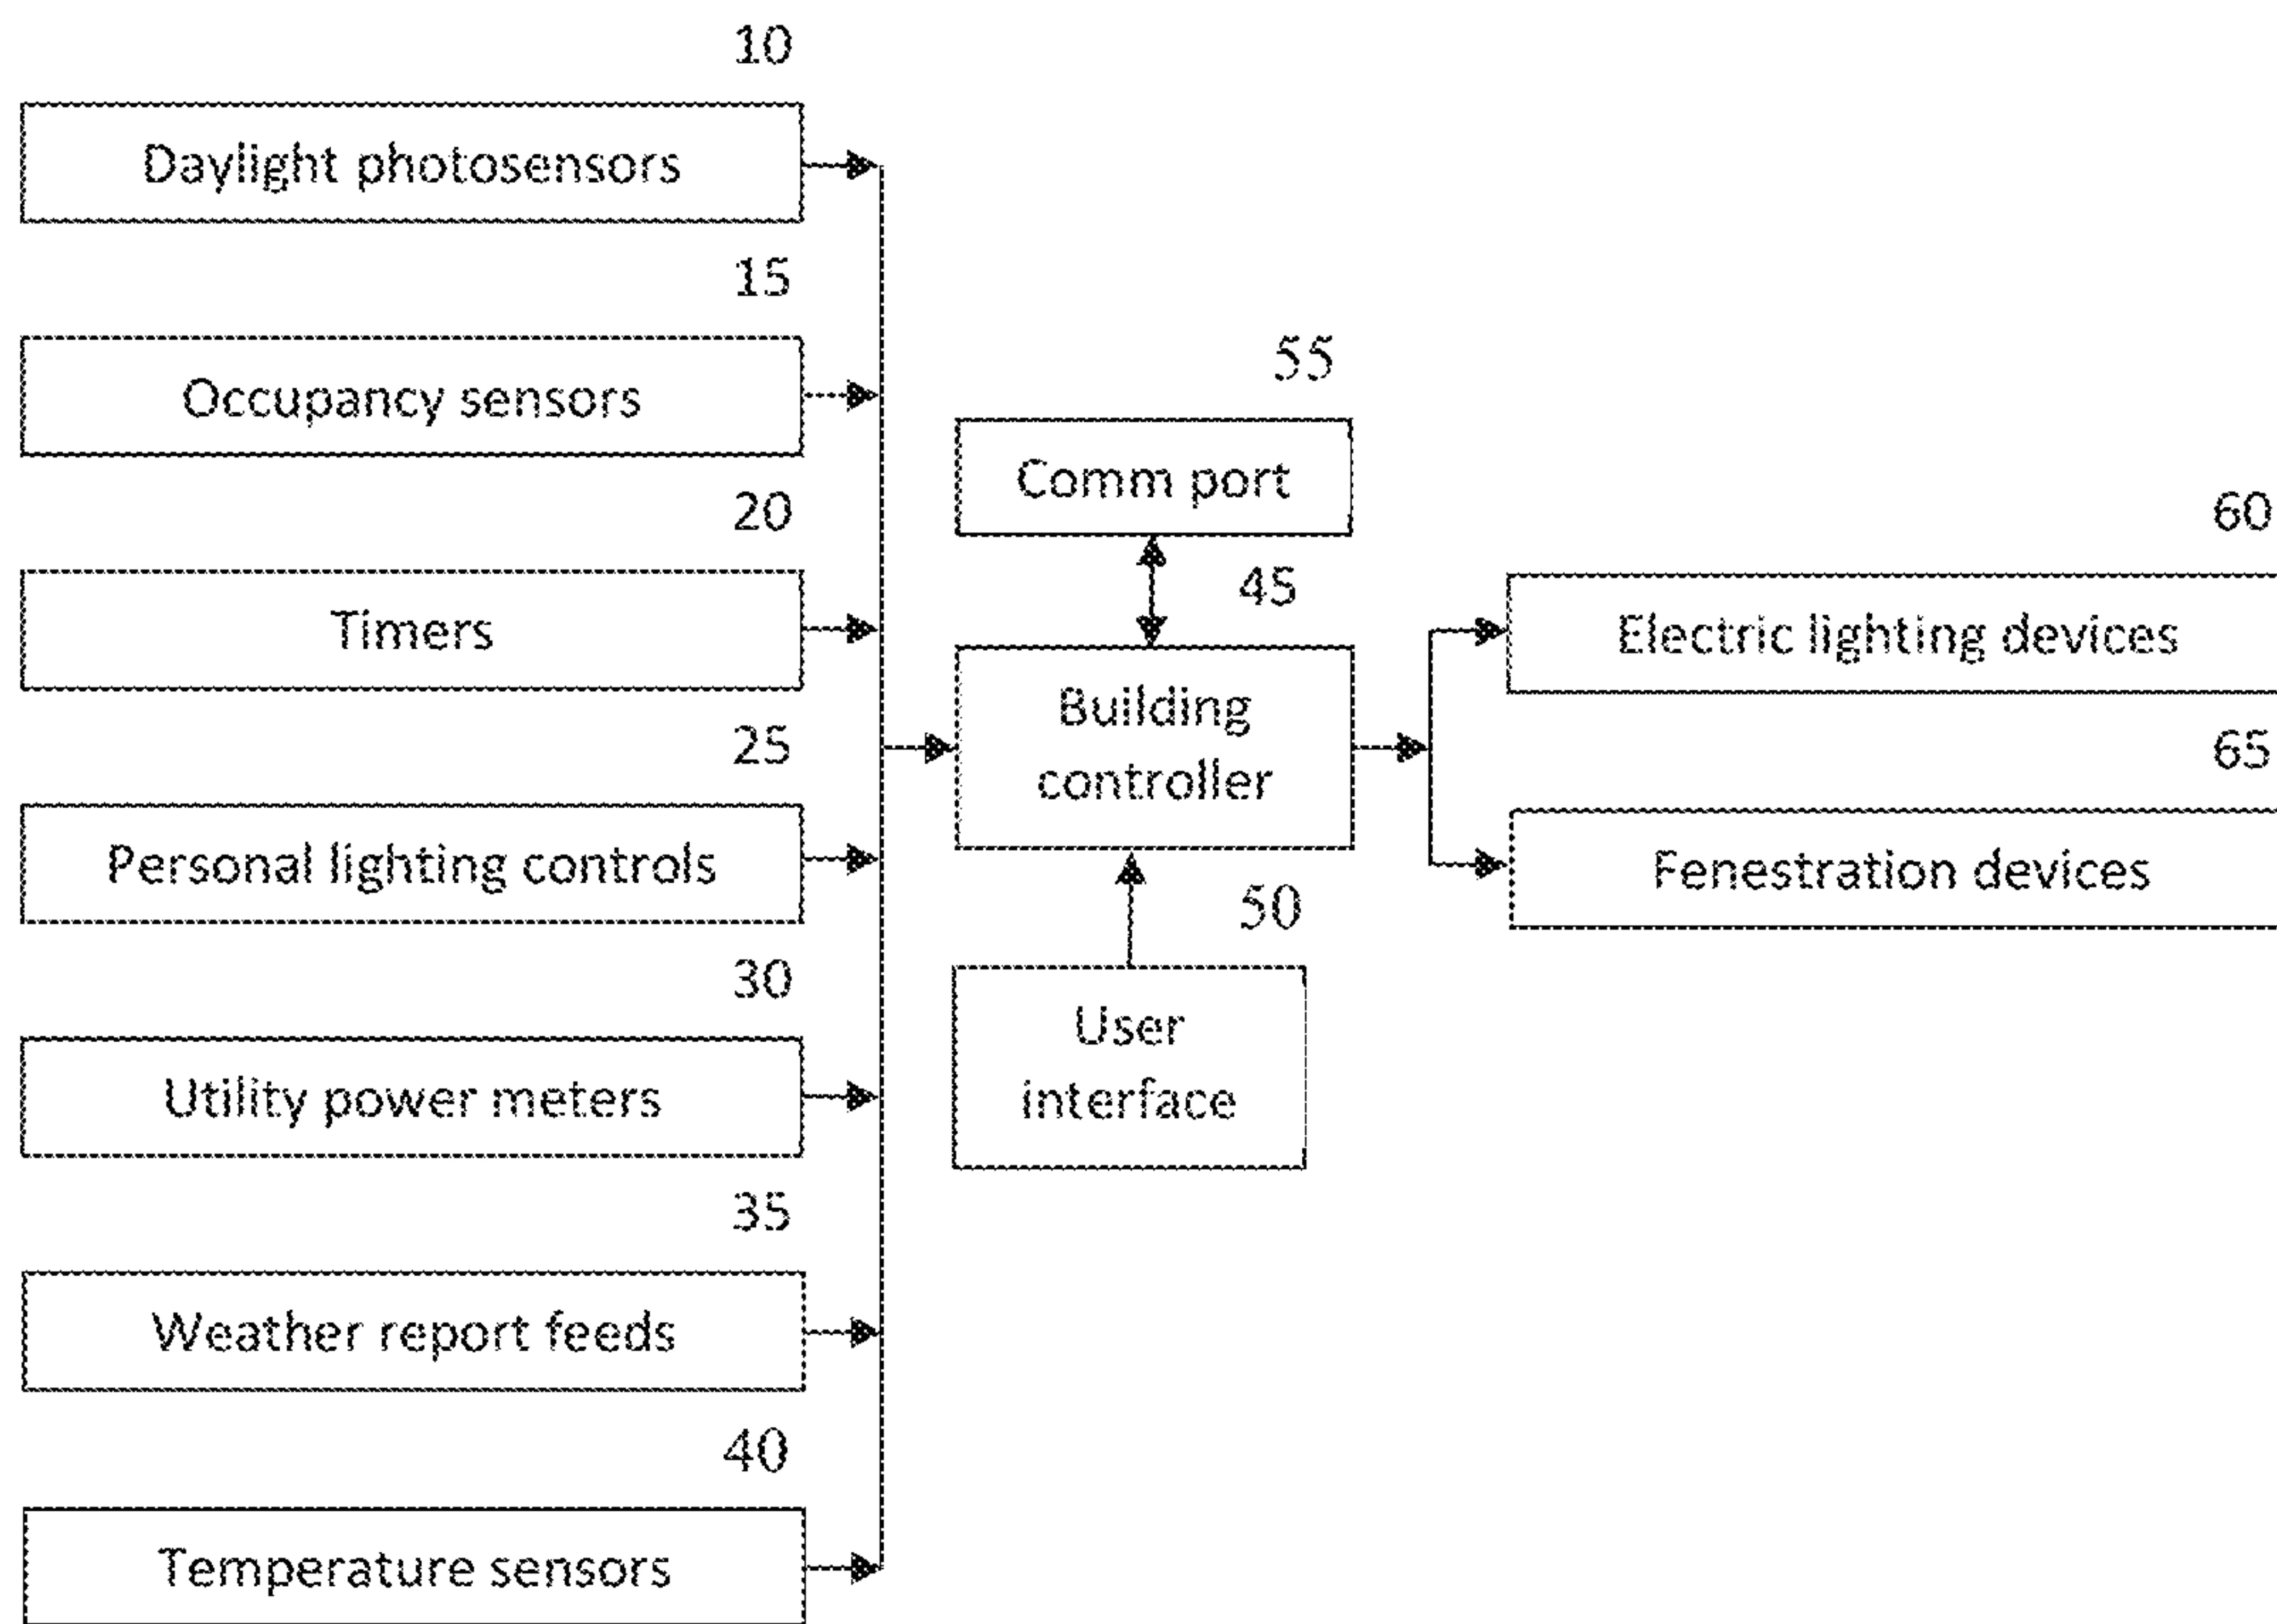 10
Daylight photosensors
15
Occupancy sensors
20
Timers
25
Personal lighting controls
30
Utility power meters
35
Weather report feeds
40
Temperature sensors
55
Comm port
45
Building
controller
50
User
interface
60
Electric lighting devices
65
Fenestration devices